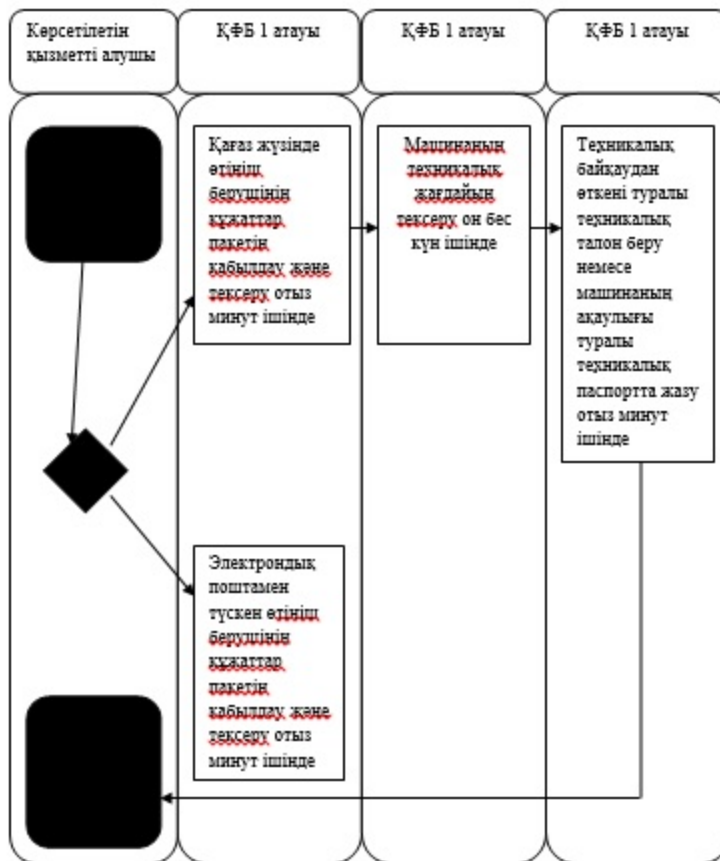 Көрсетілетін
қызметті алушы
ҚФБ 1 атауы
ҚФБ 1 атауы
ҚФБ 1 атауы
Қағаз жүзінде
өтініш
берушінің
құжаттар
пакетін
қабылдау және
тексеру отыз
минут ішінде
Машинаның
техникалық
жағдайын
тексеру он бес
күн ішінде
Техникалық
байқаудан
өткені туралы
техникалық
талон беру
немесе
машинаның
ақаулығы
туралы
техникалық
паспортта жазу
отыз минут
ішінде
Электрондық
поштамен
түскен өтініш
берушінің
құжаттар
пакетін
қабылдау және
тексеру отыз
минут ішінде